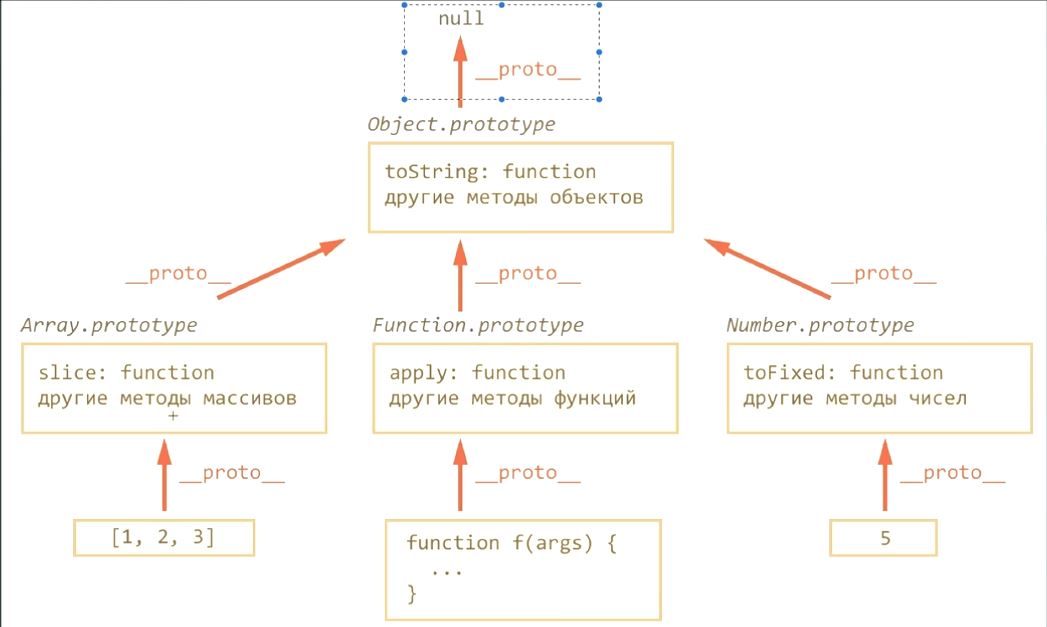 null
__proto__
Object.prototype
toString: function
другие методы объектов
__proto__
__proto__
__proto__
Array.prototype
Function.prototype
Number.prototype
slice: function
другие методы массивов
apply: function
другие методы функций
toFixed: function
другие методы чисел
__proto__
__proto__
__proto__
[1, 2, 3]
function f(args) {
...
}
5